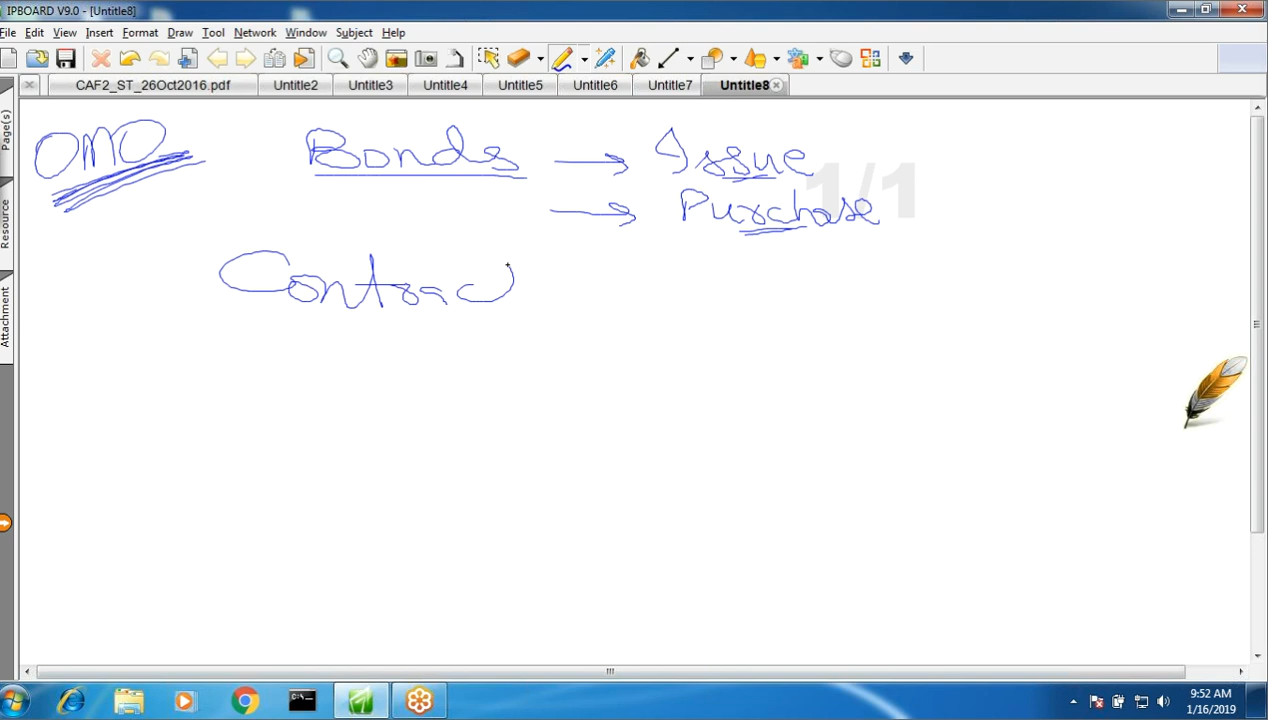 IPBOARD V9.0 - [Untitle8]
File Edit View Insert Format Draw Tool Network Window Subject Help
CAF2_ST_26Oct2016.pdf Untitle2 Untitle3 Untitle4 Untitle5 Untitle6 Untitle7 Untitle8
Page(s)
Resource
Attachment
OMO Bonds → Issue
→ Purchase
1/1
Contrac
9:52 AM
1/16/2019